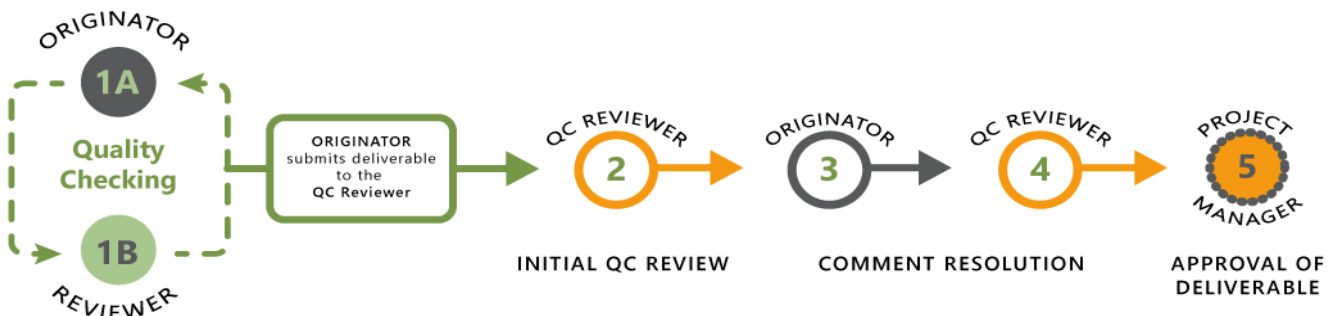 ORIGINATOR
1A
Quality
Checking
1B
REVIEWER
ORIGINATOR
submits deliverable
to the
QC Reviewer
QC REVIEWER
2
INITIAL QC REVIEW
ORIGINATOR
3
QC REVIEWER
4
COMMENT RESOLUTION
PROJECT
5
MANAGER
APPROVAL OF
DELIVERABLE